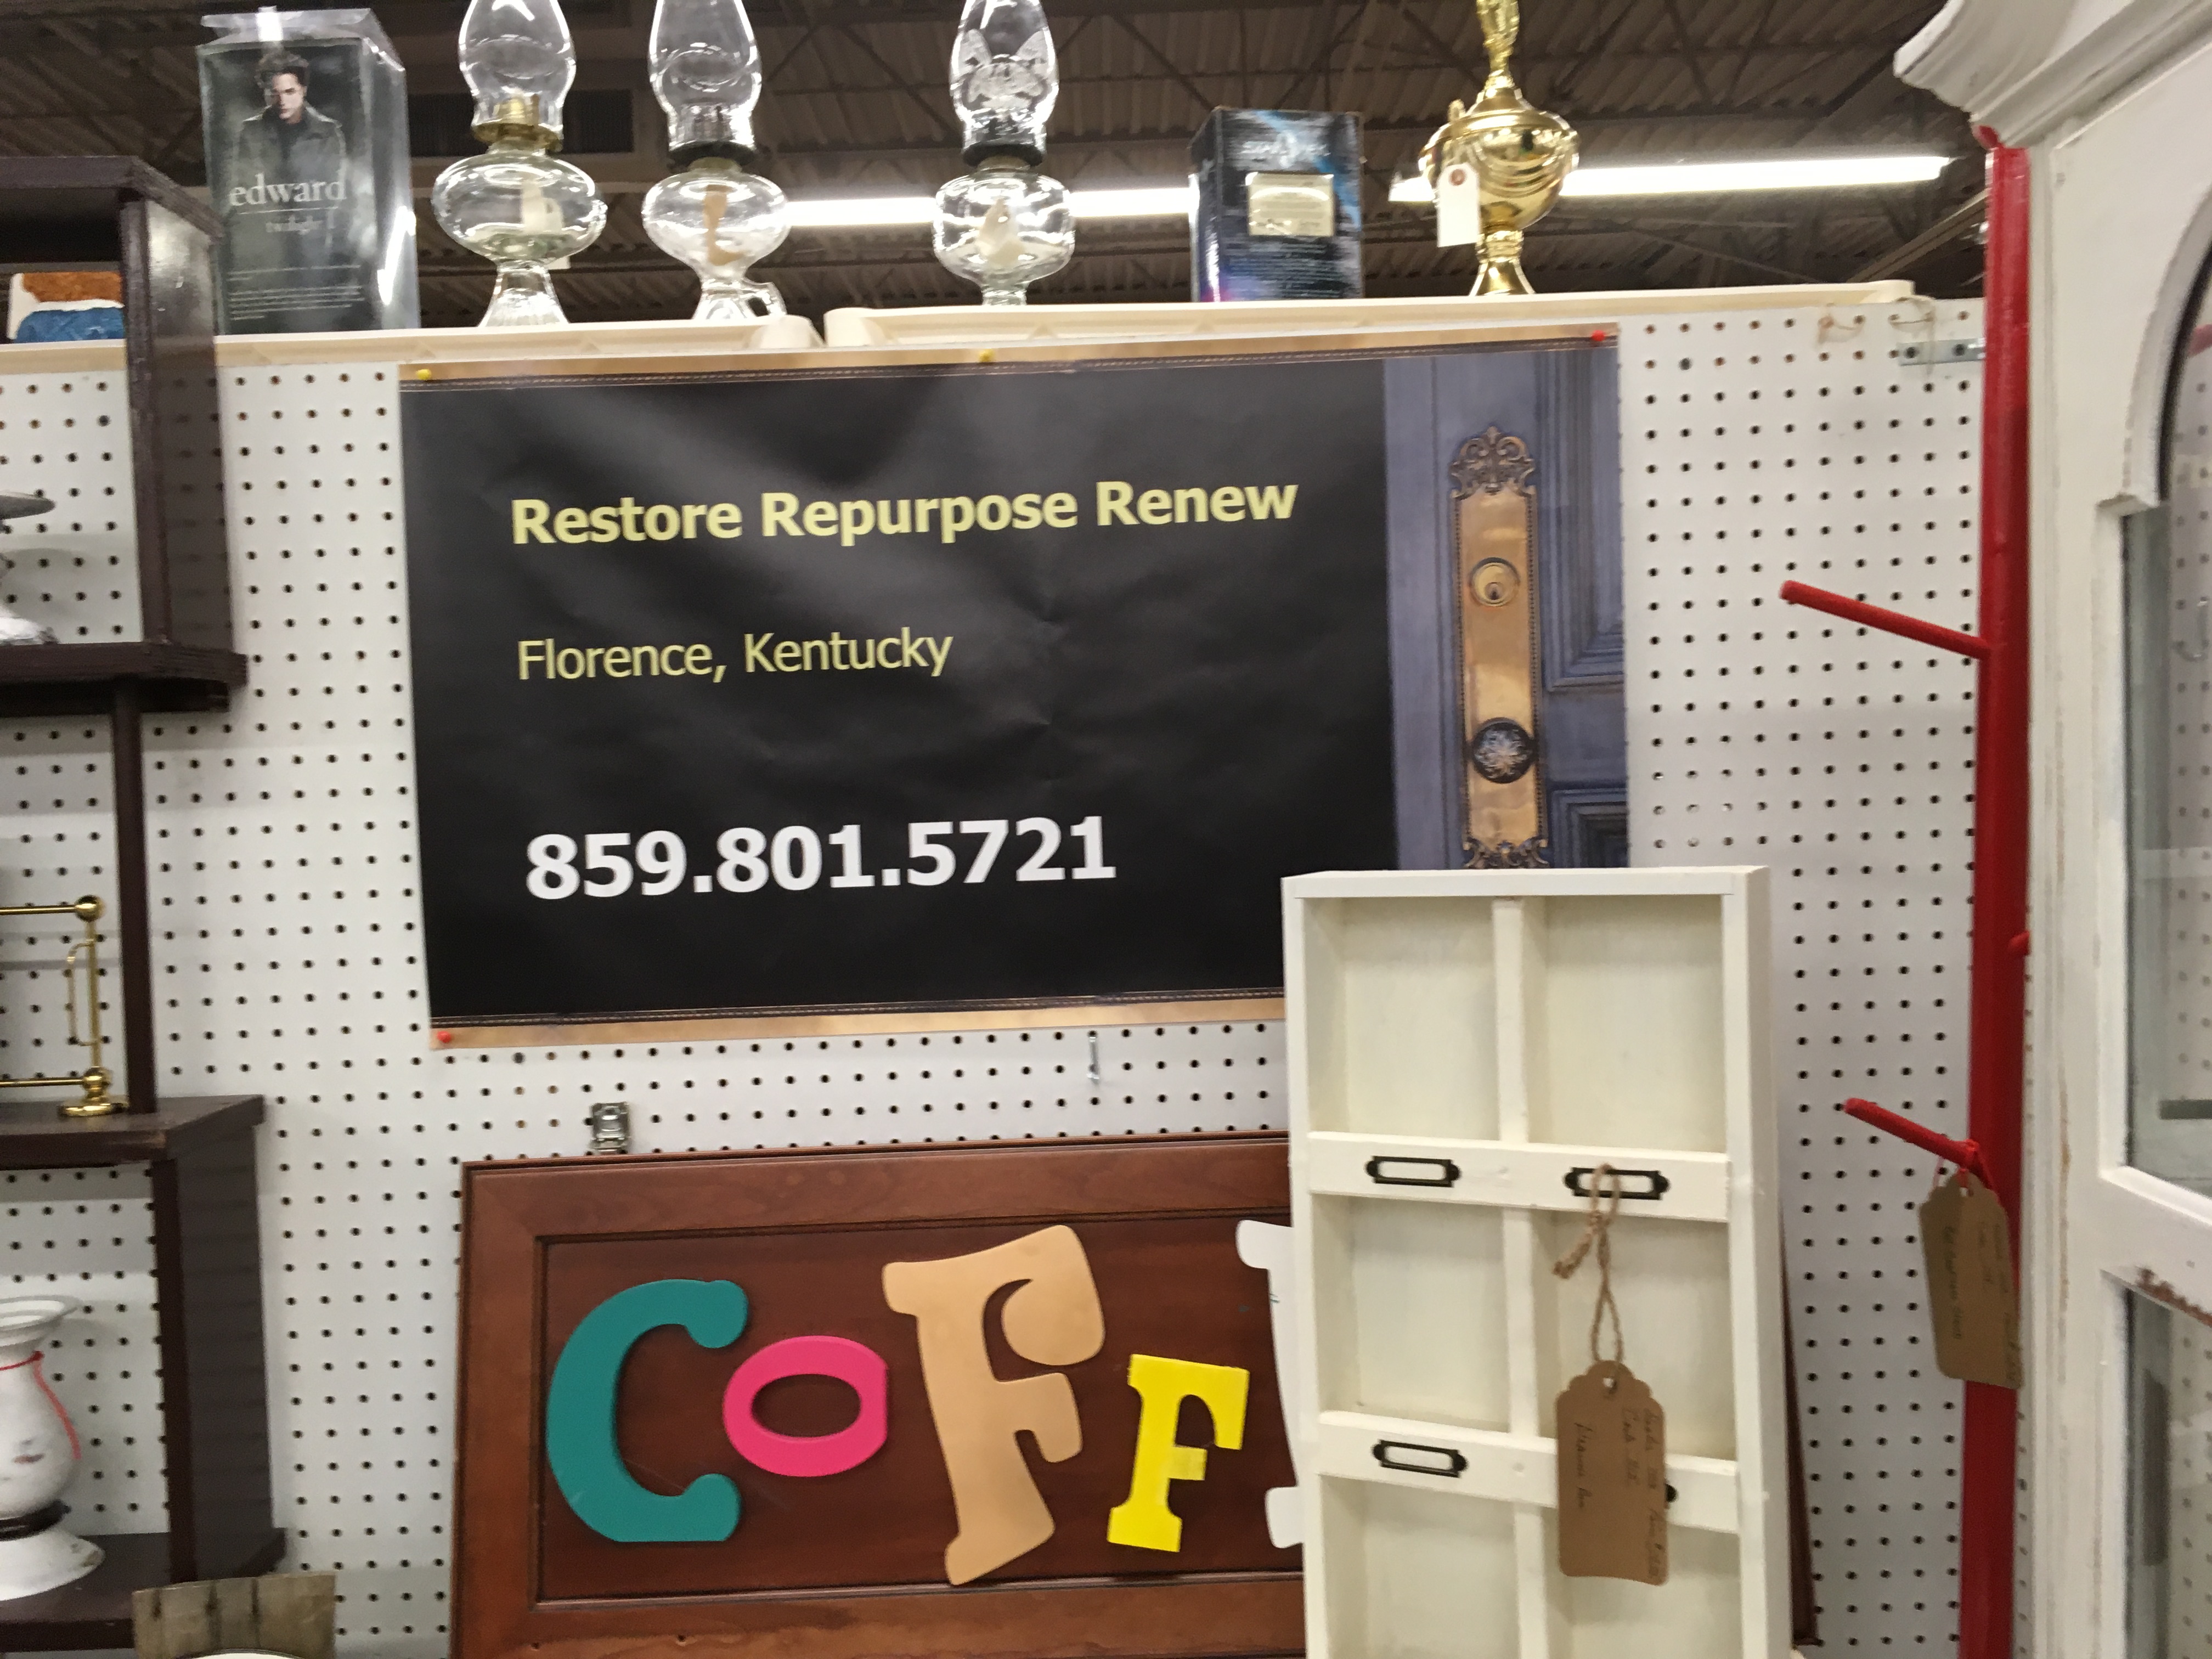 edward
twilight
Restore Repurpose Renew
Florence, Kentucky
859.801.5721
COFF